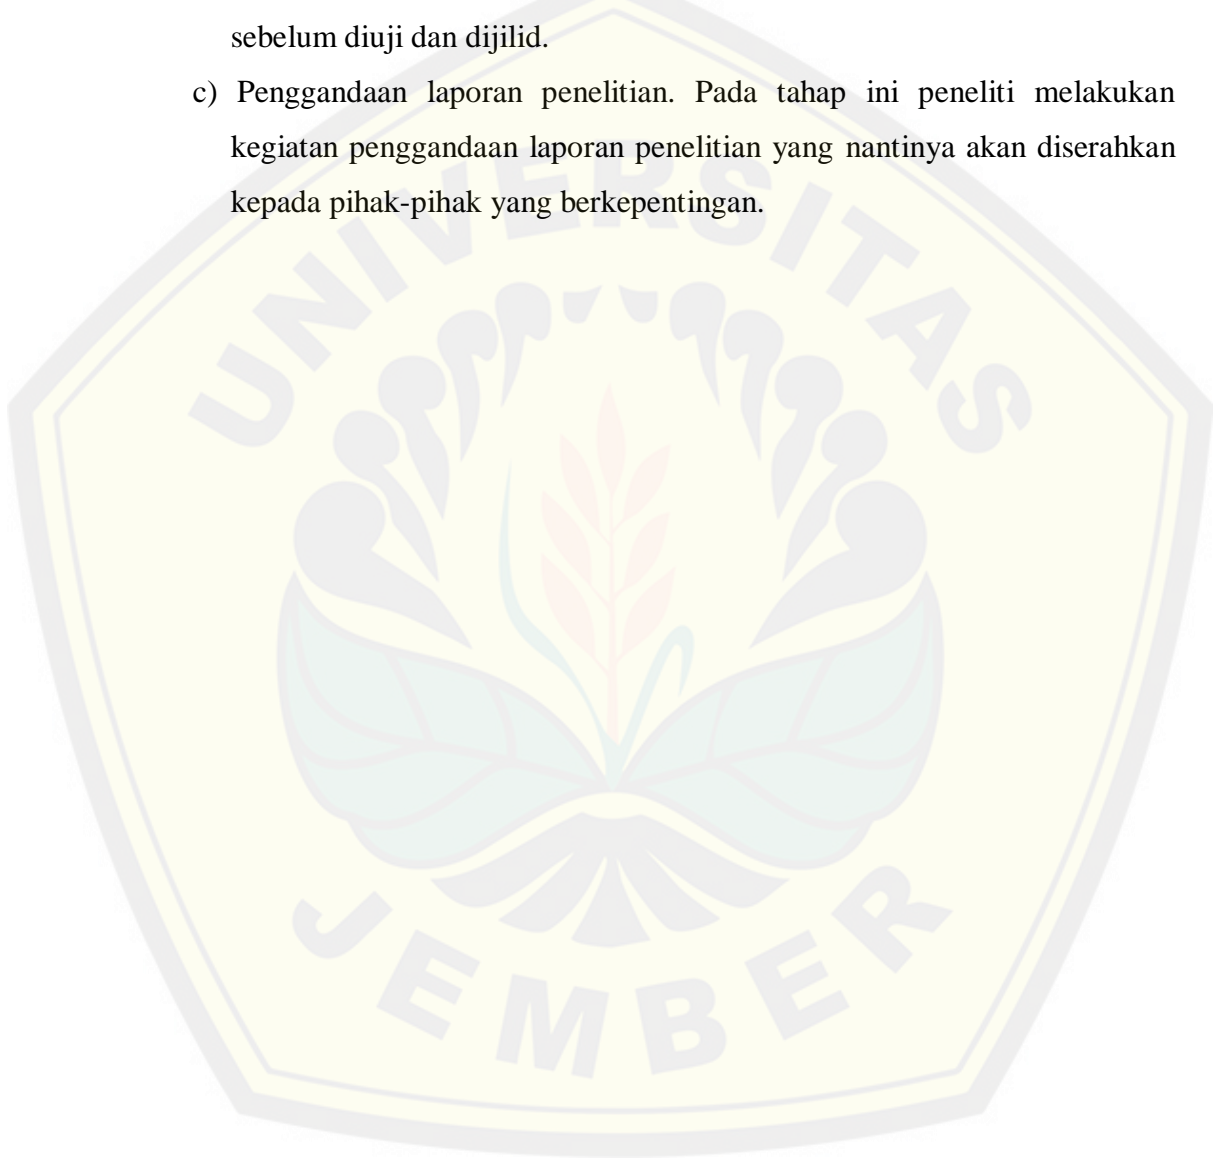 sebelum diuji dan dijilid.
c) Penggandaan laporan penelitian. Pada tahap ini peneliti melakukan
kegiatan penggandaan laporan penelitian yang nantinya akan diserahkan
kepada pihak-pihak yang berkepentingan.
UNIVERSITAS
JEMBER